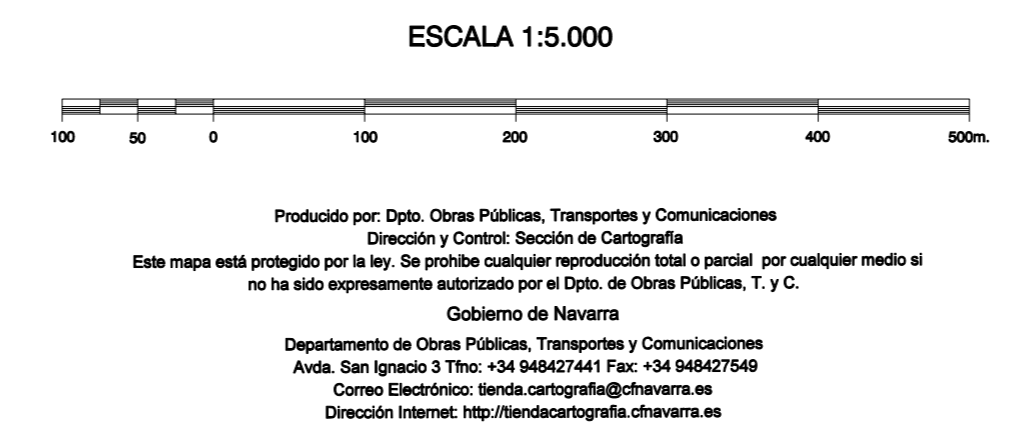 ESCALA 1:5.000
100 50 0 100 200 300 400 500m.
Producido por: Dpto. Obras Públicas, Transportes y Comunicaciones
Dirección y Control: Sección de Cartografía
Este mapa está protegido por la ley. Se prohibe cualquier reproducción total o parcial por cualquier medio si
no ha sido expresamente autorizado por el Dpto. de Obras Públicas, T. y C.
Gobierno de Navarra
Departamento de Obras Públicas, Transportes y Comunicaciones
Avda. San Ignacio 3 Tfno: +34 948427441 Fax: +34 948427549
Correo Electrónico: tienda.cartografia@cfnavarra.es
Dirección Internet: http://tiendacartografia.cfnavarra.es